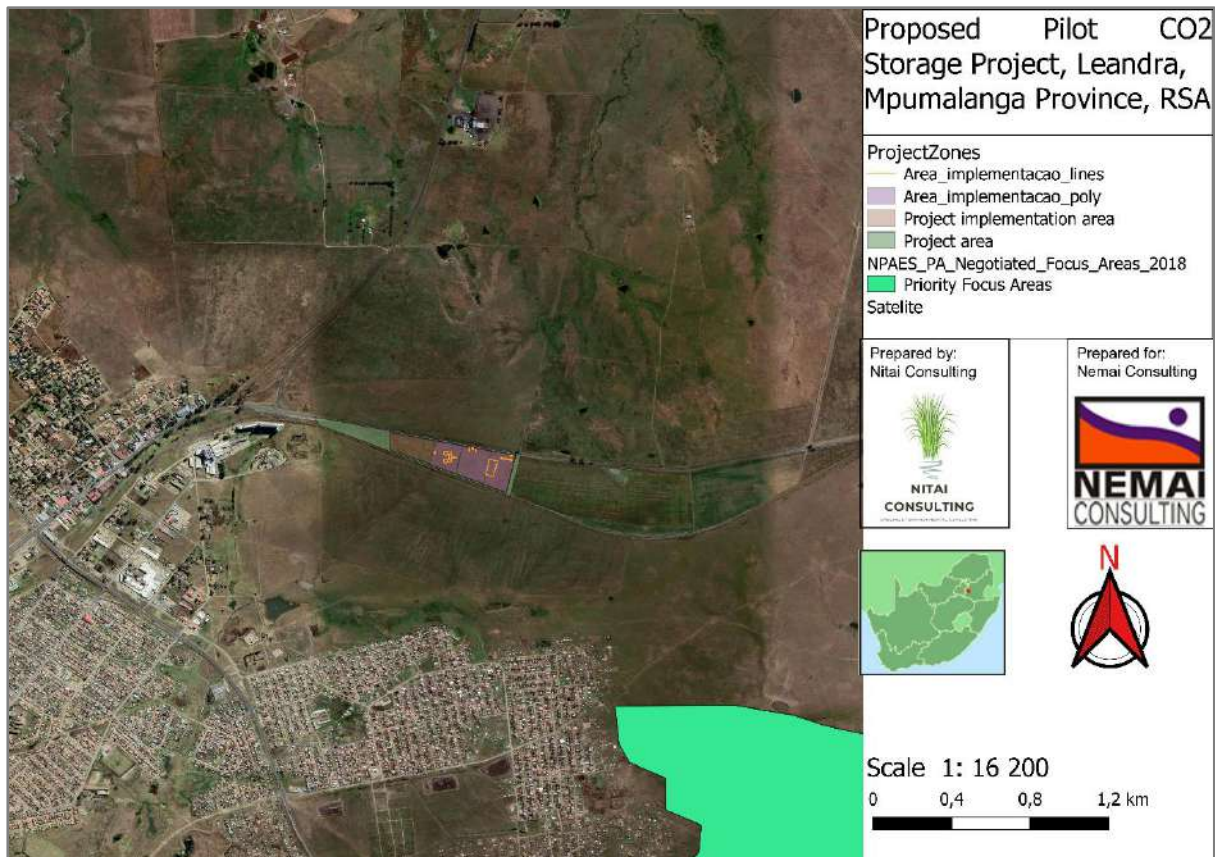 Proposed Pilot CO2
Storage Project, Leandra,
Mpumalanga Province, RSA
ProjectZones
Area_implementacao_lines
Area_implementacao_poly
Project implementation area
Project area
NPAES_PA_Negotiated_Focus_Areas_2018
Priority Focus Areas
Satelite
Prepared by:
Nitai Consulting
NITAI
CONSULTING
Prepared for:
Nemai Consulting
NEMAI
CONSULTING
N
Scale 1: 16 200
0 0,4 0,8 1,2 km